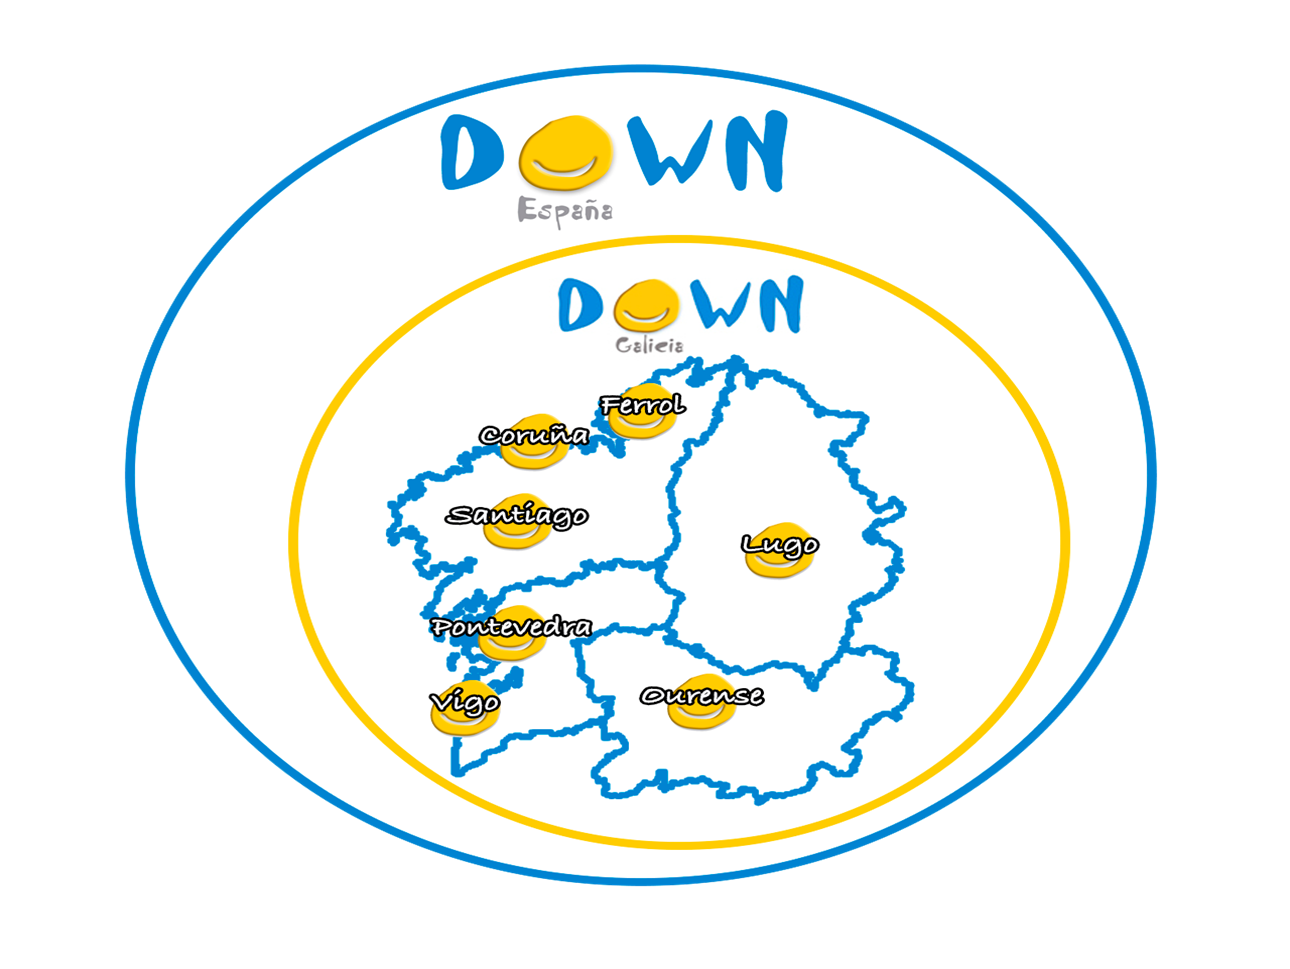 DOWN
España
DOWN
Galicia
Ferrol
Coruña
Santiago
Lugo
Pontevedra
Vigo
Ourense